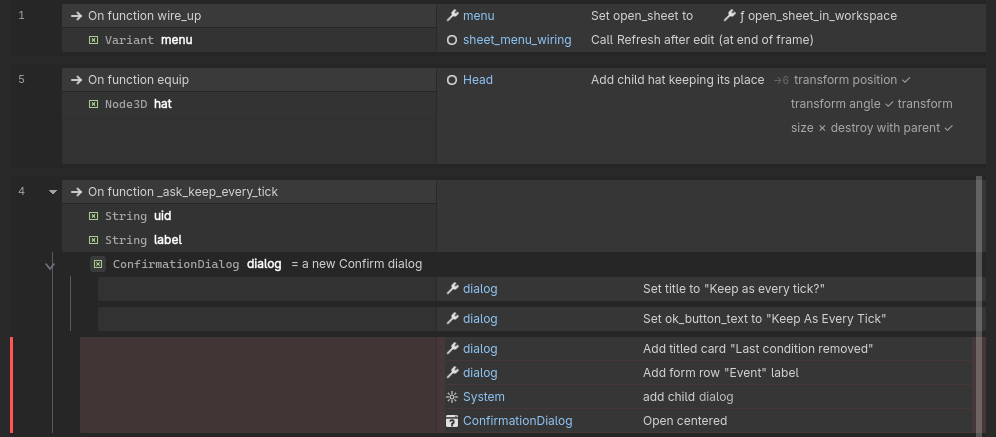 1 → On function wire_up menu Set open_sheet to ƒ open_sheet_in_workspace
Variant menu sheet_menu_wiring Call Refresh after edit (at end of frame)
5 → On function equip Head Add child hat keeping its place →6 transform position ✓
Node3D hat transform angle ✓ transform
size × destroy with parent ✓
4 → On function _ask_keep_every_tick
String uid
String label
ConfirmationDialog dialog = a new Confirm dialog
dialog Set title to "Keep as every tick?"
dialog Set ok_button_text to "Keep As Every Tick"
dialog Add titled card "Last condition removed"
dialog Add form row "Event" label
System add child dialog
ConfirmationDialog Open centered